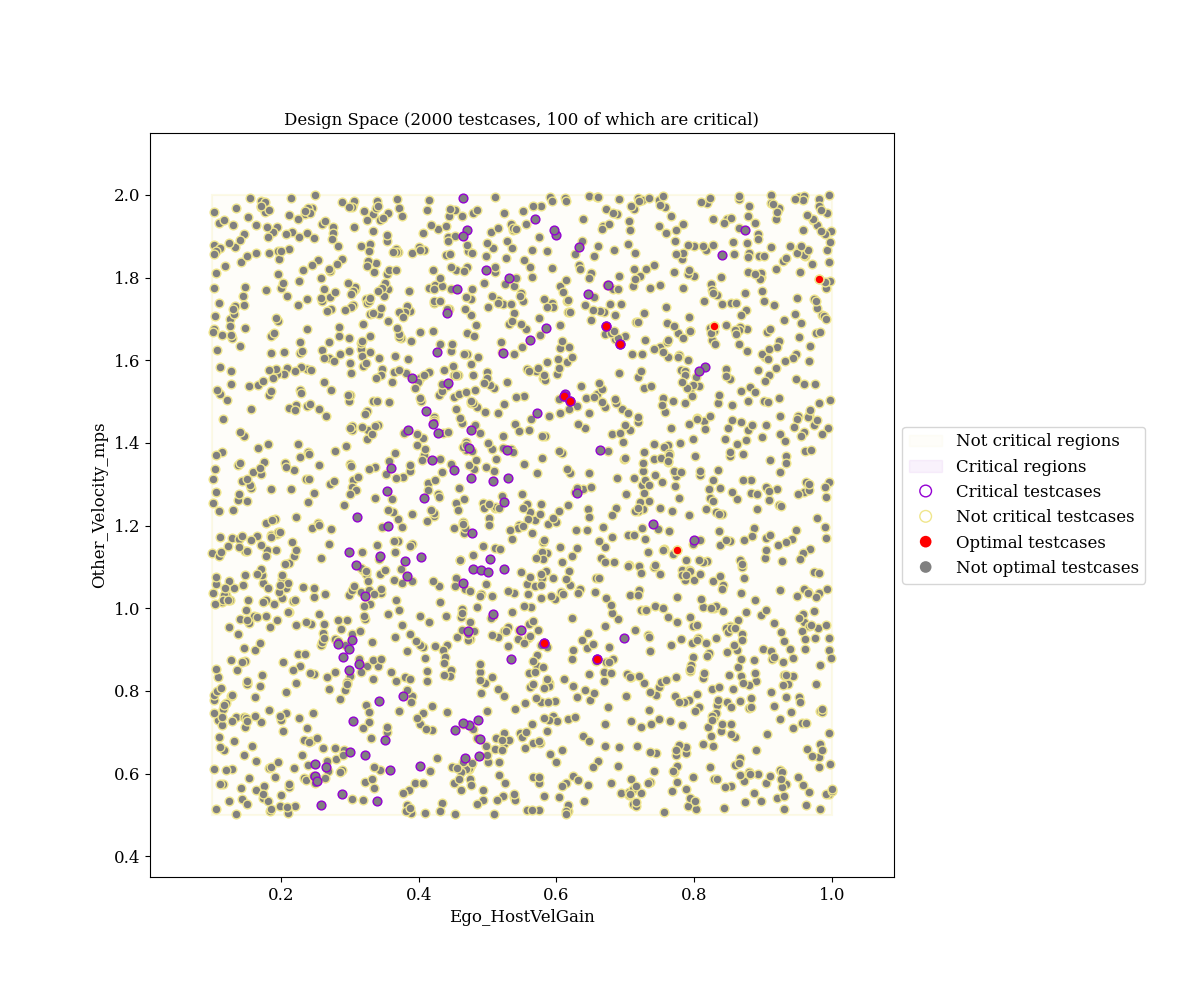 Design Space (2000 testcases, 100 of which are critical)
2.0
1.8
1.6
1.4
1.2
1.0
0.8
0.6
0.4
Other_Velocity_mps
0.2 0.4 0.6 0.8 1.0
Ego_HostVelGain
Not critical regions
Critical regions
Critical testcases
Not critical testcases
Optimal testcases
Not optimal testcases